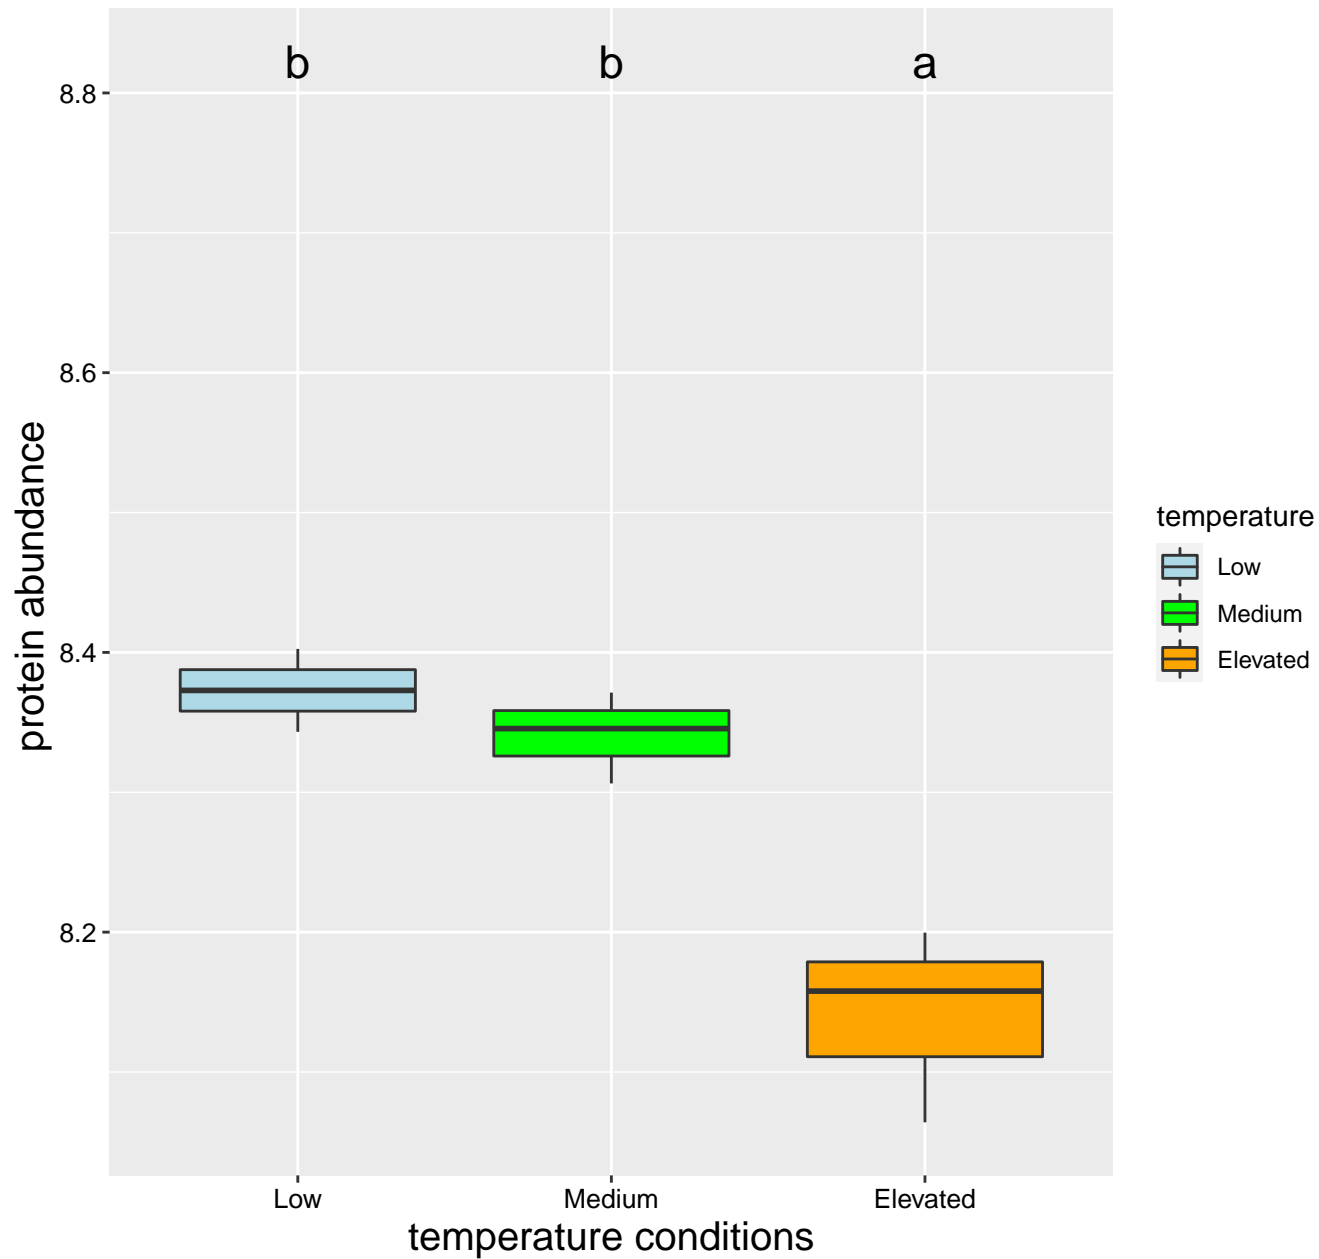 b b a
8.8
8.6
8.4
8.2
protein abundance
Low Medium Elevated
temperature conditions
temperature
Low
Medium
Elevated